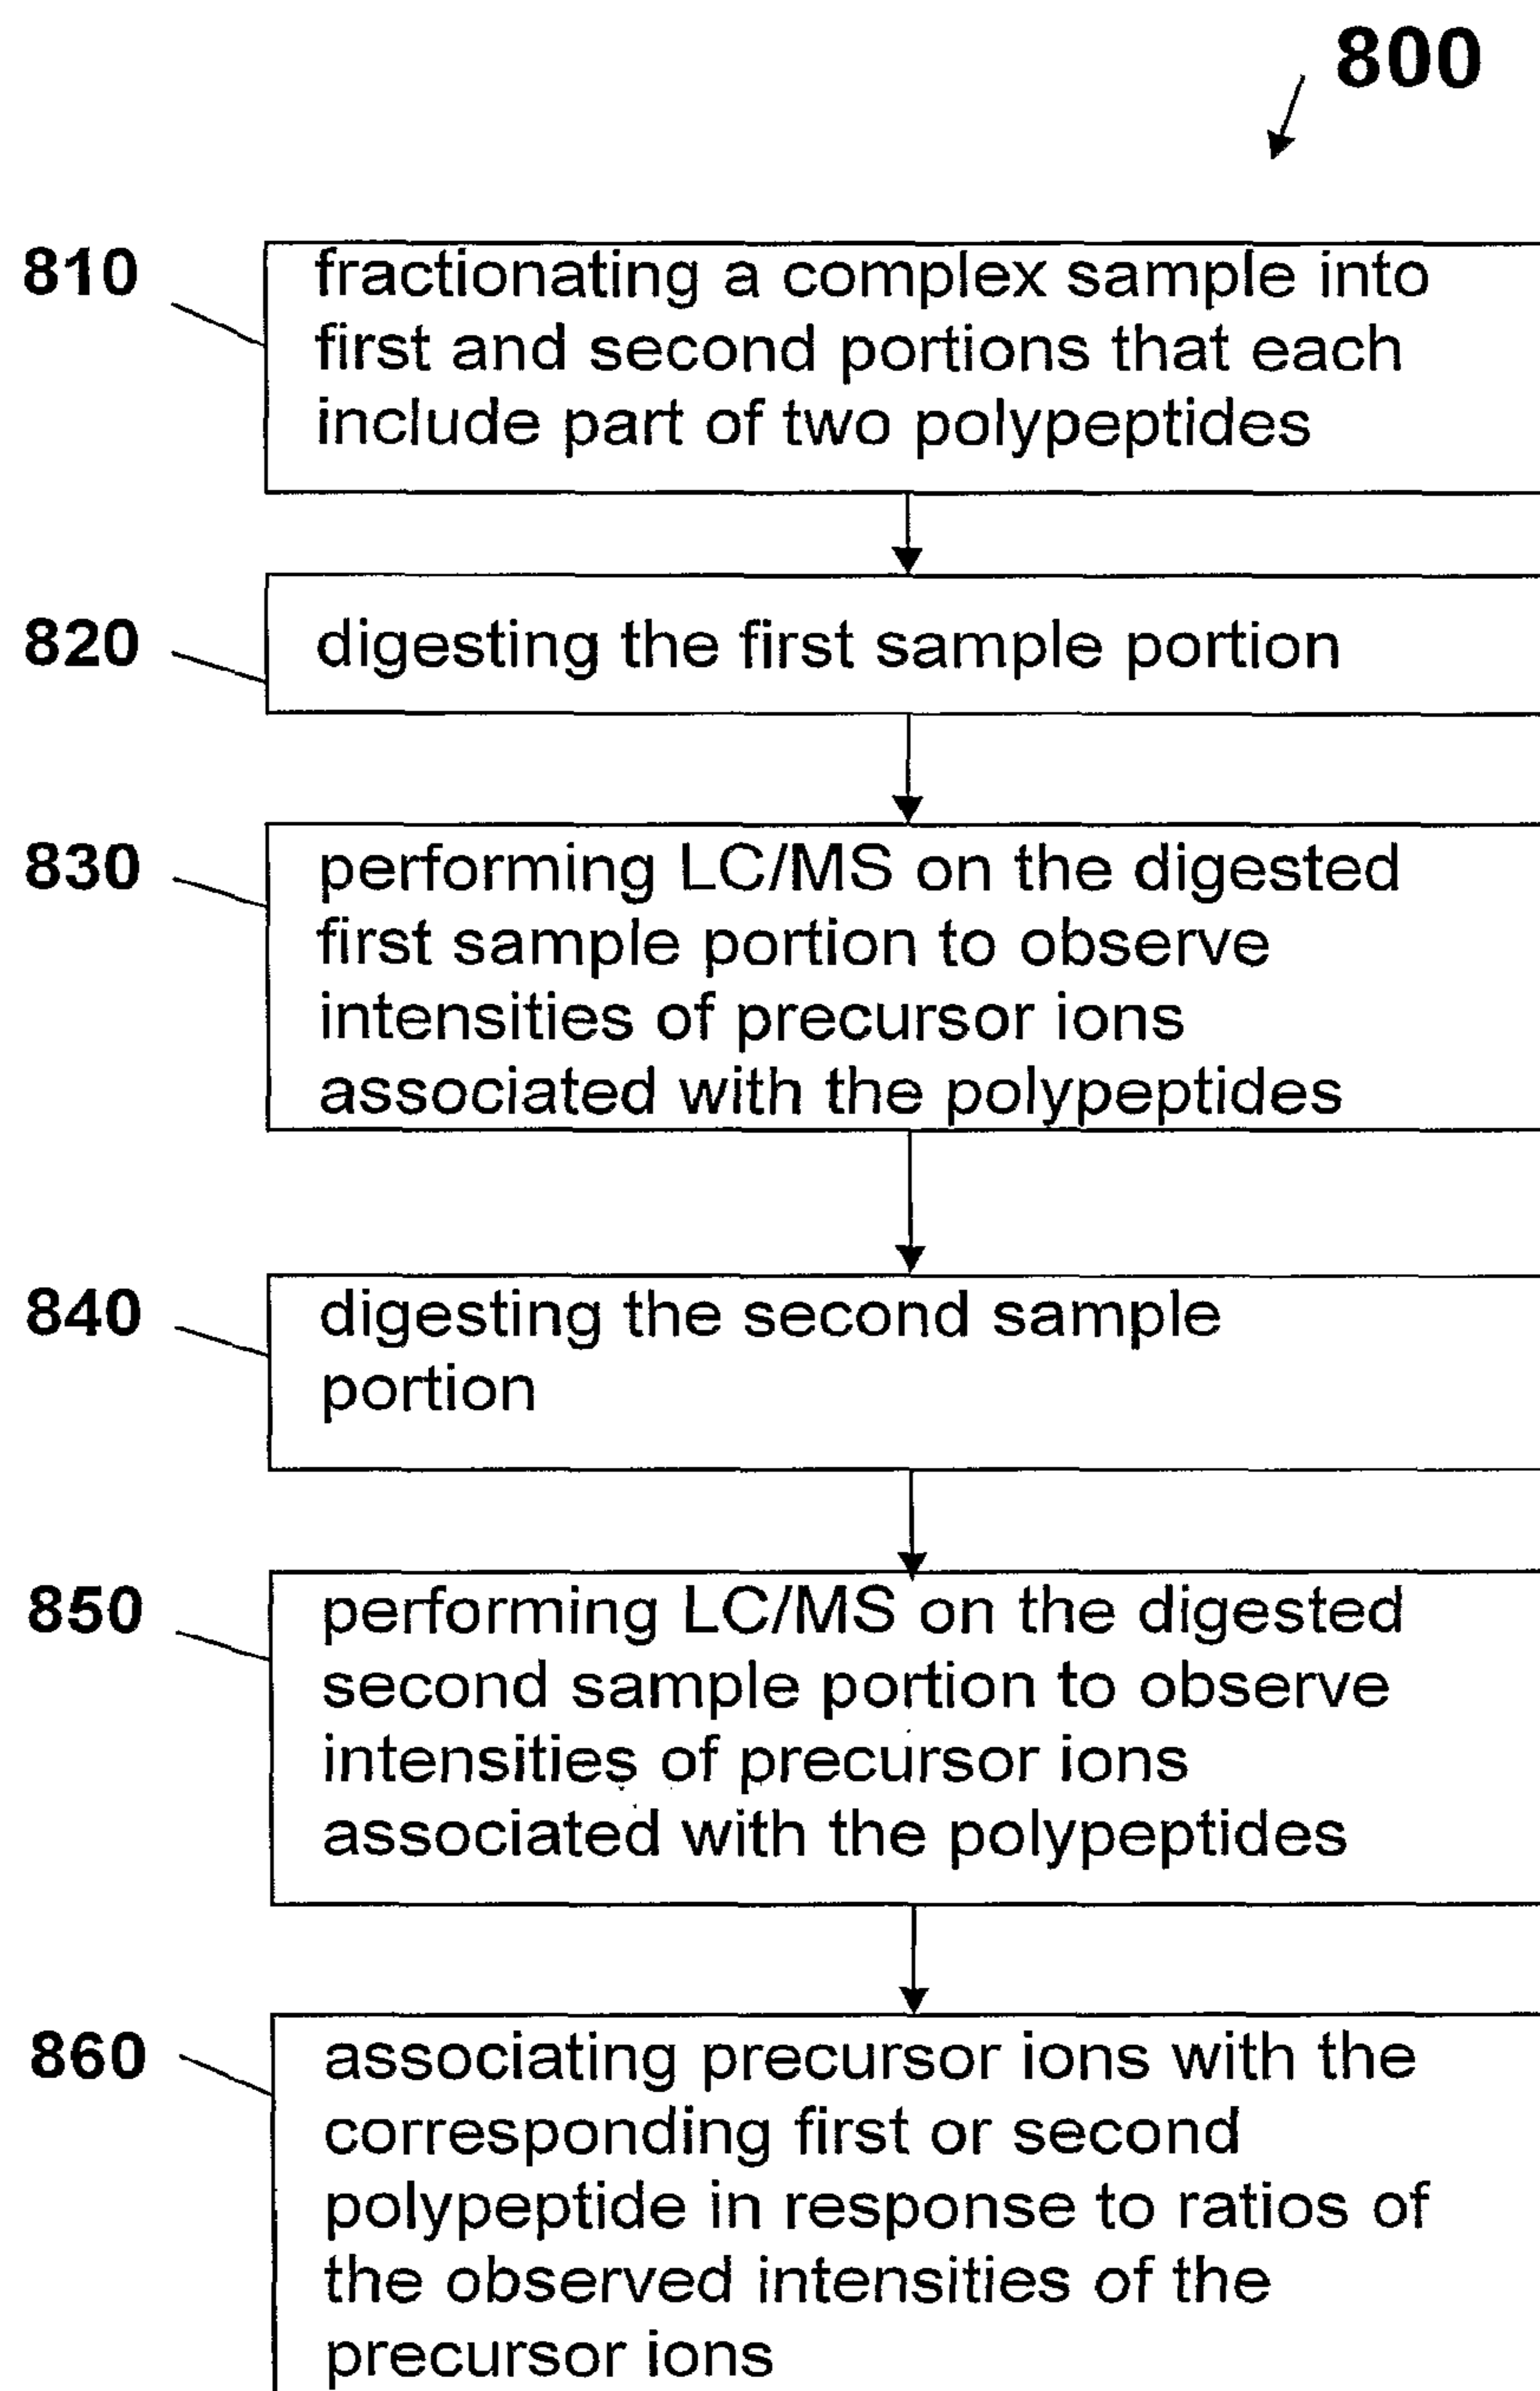 800
810
fractionating a complex sample into
first and second portions that each
include part of two polypeptides
820
digesting the first sample portion
830
performing LC/MS on the digested
first sample portion to observe
intensities of precursor ions
associated with the polypeptides
840
digesting the second sample
portion
850
performing LC/MS on the digested
second sample portion to observe
intensities of precursor ions
associated with the polypeptides
860
associating precursor ions with the
corresponding first or second
polypeptide in response to ratios of
the observed intensities of the
precursor ions